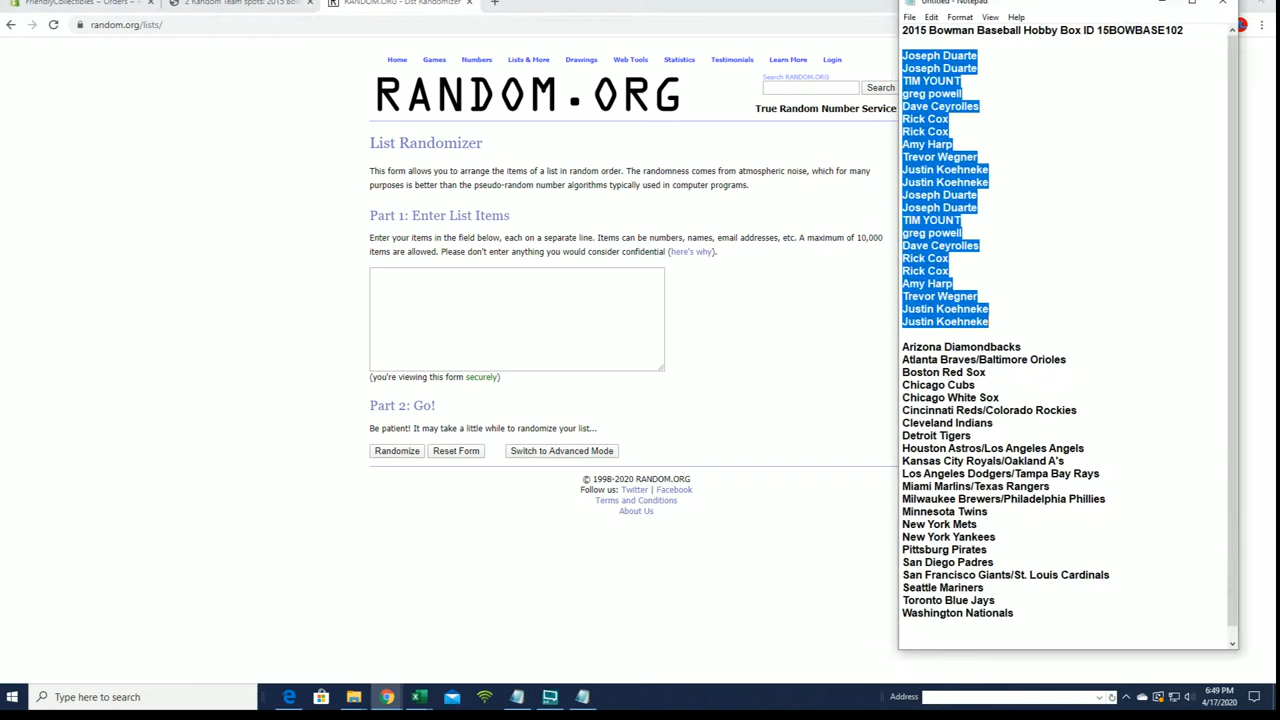 FriendlyCollectibles - Orders -
2 Random Team spots: 2015 Bo
RANDOM.ORG - List Randomizer
random.org/lists/
Home Games Numbers Lists & More Drawings Web Tools Statistics Testimonials Learn More Login
RANDOM.ORG
Search RANDOM.ORG
Search
True Random Number Service
List Randomizer
This form allows you to arrange the items of a list in random order. The randomness comes from atmospheric noise, which for many
purposes is better than the pseudo-random number algorithms typically used in computer programs.
Part 1: Enter List Items
Enter your items in the field below, each on a separate line. Items can be numbers, names, email addresses, etc. A maximum of 10,000
items are allowed. Please don't enter anything you would consider confidential (here's why).
(you're viewing this form securely)
Part 2: Go!
Be patient! It may take a little while to randomize your list...
Randomize Reset Form Switch to Advanced Mode
© 1998-2020 RANDOM.ORG
Follow us: Twitter | Facebook
Terms and Conditions
About Us
Untitled - Notepad
File Edit Format View Help
2015 Bowman Baseball Hobby Box ID 15BOWBASE102
Joseph Duarte
Joseph Duarte
TIM YOUNT
greg powell
Dave Ceyrolles
Rick Cox
Rick Cox
Amy Harp
Trevor Wegner
Justin Koehneke
Justin Koehneke
Joseph Duarte
Joseph Duarte
TIM YOUNT
greg powell
Dave Ceyrolles
Rick Cox
Rick Cox
Amy Harp
Trevor Wegner
Justin Koehneke
Justin Koehneke
Arizona Diamondbacks
Atlanta Braves/Baltimore Orioles
Boston Red Sox
Chicago Cubs
Chicago White Sox
Cincinnati Reds/Colorado Rockies
Cleveland Indians
Detroit Tigers
Houston Astros/Los Angeles Angels
Kansas City Royals/Oakland A's
Los Angeles Dodgers/Tampa Bay Rays
Miami Marlins/Texas Rangers
Milwaukee Brewers/Philadelphia Phillies
Minnesota Twins
New York Mets
New York Yankees
Pittsburg Pirates
San Diego Padres
San Francisco Giants/St. Louis Cardinals
Seattle Mariners
Toronto Blue Jays
Washington Nationals
Type here to search
Address
6:49 PM
4/17/2020